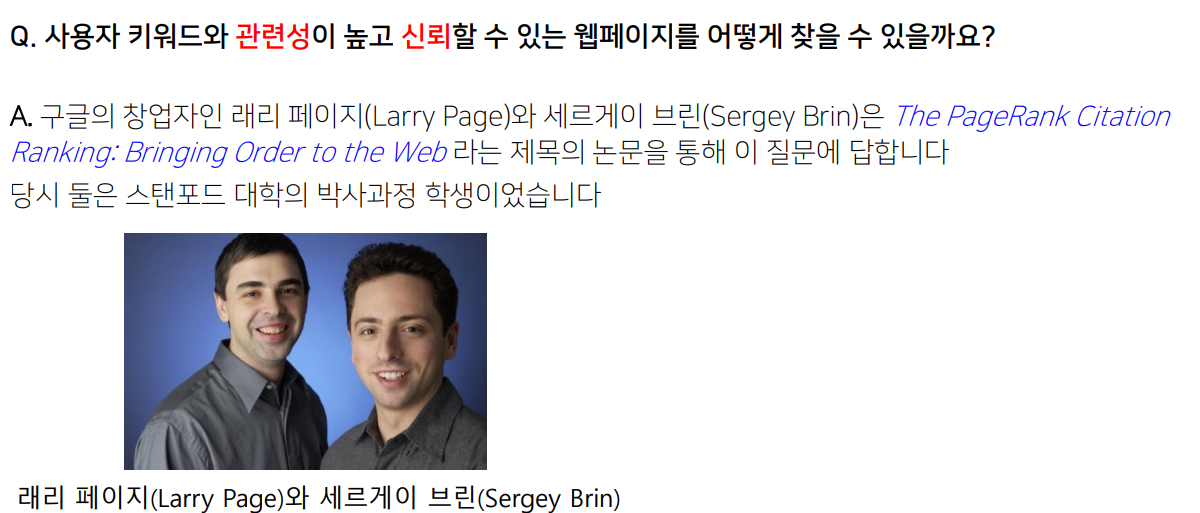 Q. 사용자 키워드와 관련성이 높고 신뢰할 수 있는 웹페이지를 어떻게 찾을 수 있을까요?
A. 구글의 창업자인 래리 페이지(Larry Page)와 세르게이 브린(Sergey Brin)은 The PageRank Citation
Ranking: Bringing Order to the Web 라는 제목의 논문을 통해 이 질문에 답합니다
당시 둘은 스탠포드 대학의 박사과정 학생이었습니다
래리 페이지(Larry Page)와 세르게이 브린(Sergey Brin)